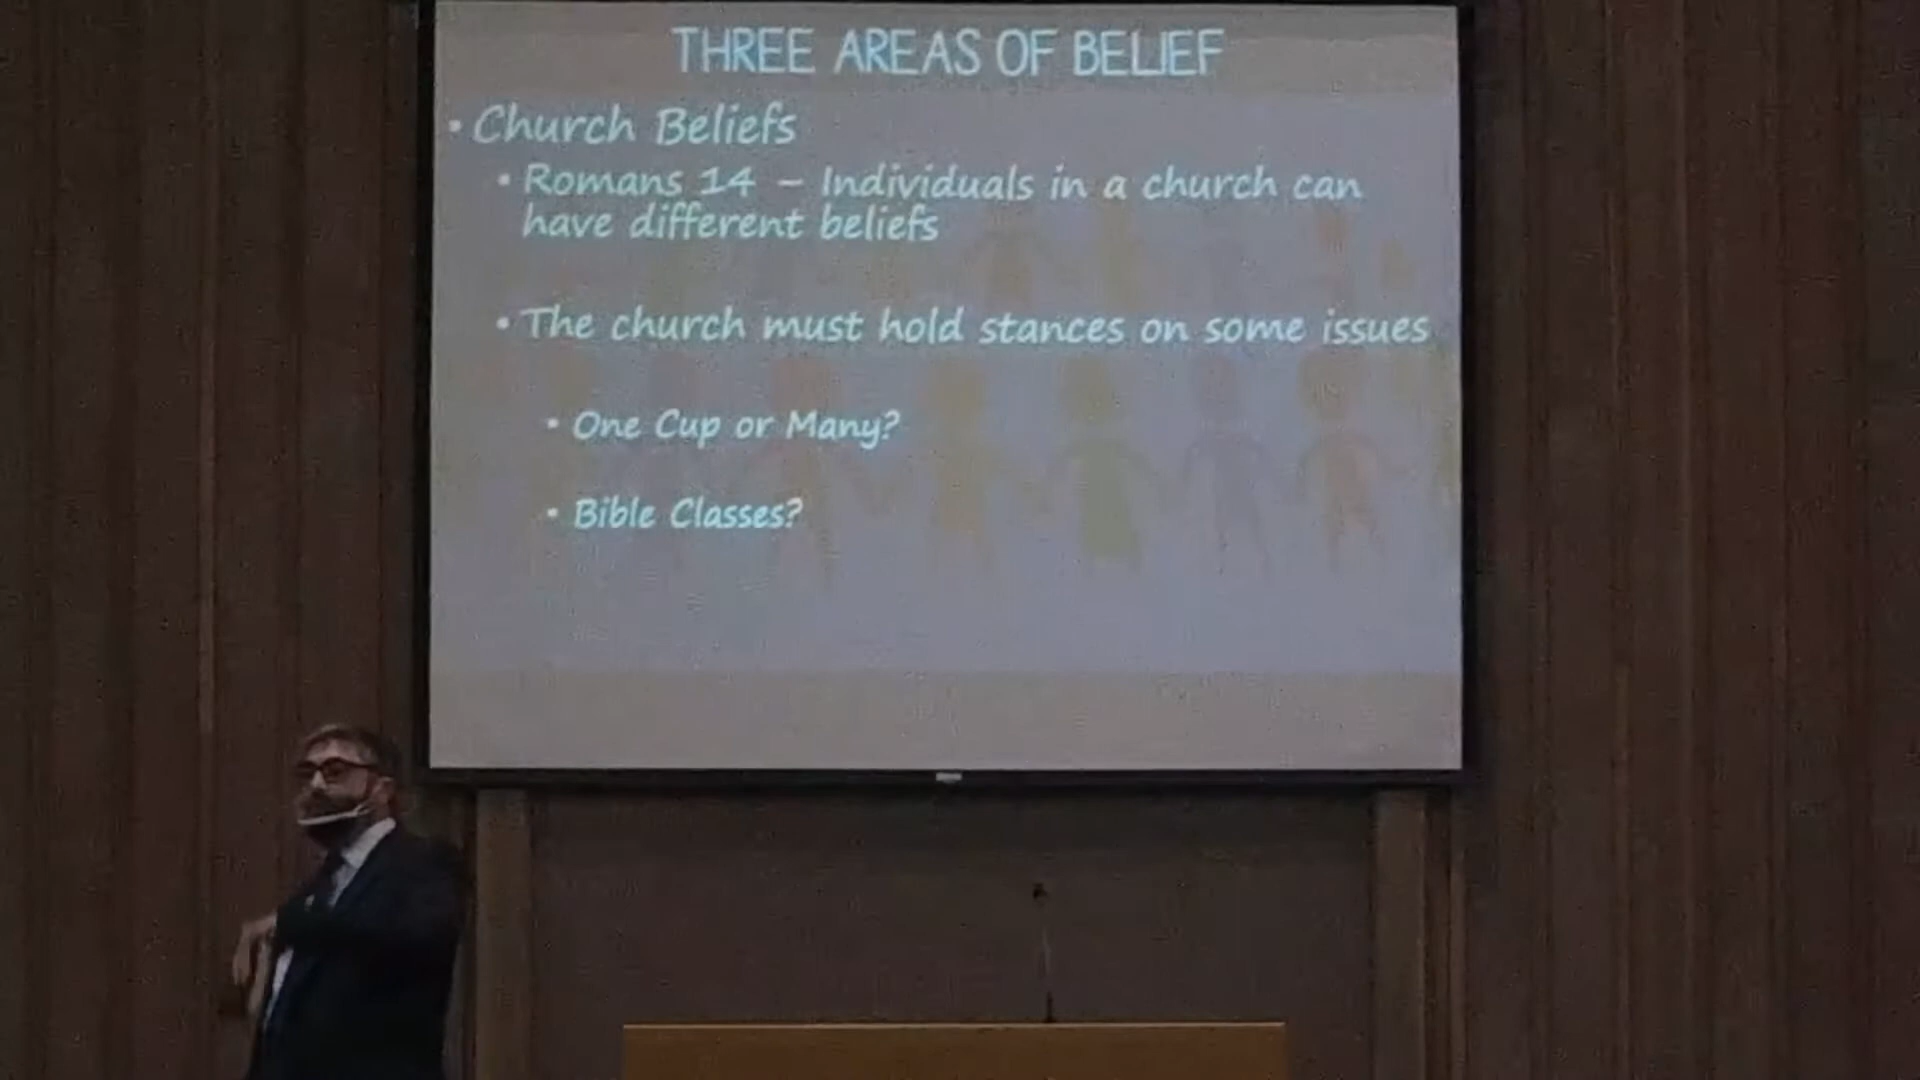 THREE AREAS OF BELIEF
• Church Beliefs
• Romans 14 – Individuals in a church can
have different beliefs
• The church must hold stances on some issues
• One Cup or Many?
• Bible Classes?